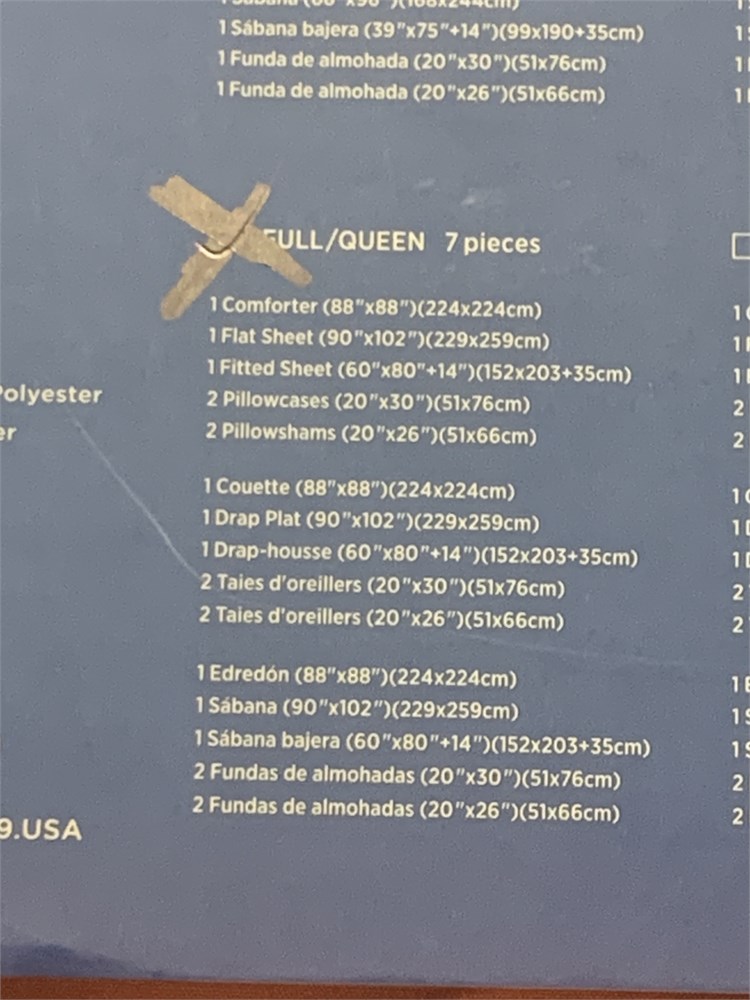 1 Sábana bajera (39"x75"+14")(99x190+35cm)
1 Funda de almohada (20"x30")(51x76cm)
1 Funda de almohada (20"x26")(51x66cm)
FULL/QUEEN 7 pieces
1 Comforter (88"x88")(224x224cm)
1 Flat Sheet (90"x102")(229x259cm)
1 Fitted Sheet (60"x80"+14")(152x203+35cm)
2 Pillowcases (20"x30")(51x76cm)
2 Pillowshams (20"x26")(51x66cm)
1 Couette (88"x88")(224x224cm)
1 Drap Plat (90"x102")(229x259cm)
1 Drap-housse (60"x80"+14")(152x203+35cm)
2 Taies d'oreillers (20"x30")(51x76cm)
2 Taies d'oreillers (20"x26")(51x66cm)
1 Edredón (88"x88")(224x224cm)
1 Sábana (90"x102")(229x259cm)
1 Sábana bajera (60"x80"+14")(152x203+35cm)
2 Fundas de almohadas (20"x30")(51x76cm)
2 Fundas de almohadas (20"x26")(51x66cm)
Polyester
er
9.USA